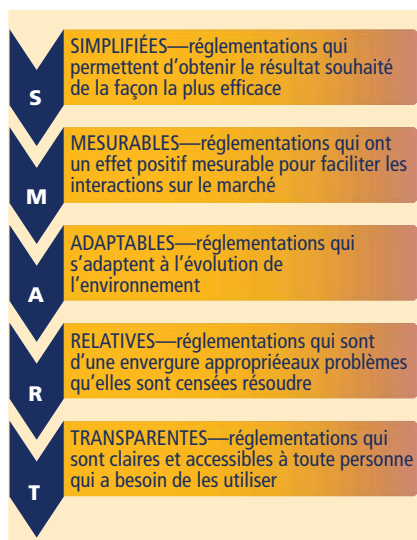 S
SIMPLIFIÉES—réglementations qui
permettent d'obtenir le résultat souhaité
de la façon la plus efficace
M
MESURABLES—réglementations qui ont
un effet positif mesurable pour faciliter les
interactions sur le marché
A
ADAPTABLES—réglementations qui
s'adaptent à l'évolution de
l'environnement
R
RELATIVES—réglementations qui sont
d'une envergure appropriéeaux problèmes
qu'elles sont censées résoudre
T
TRANSPARENTES—réglementations qui
sont claires et accessibles à toute personne
qui a besoin de les utiliser